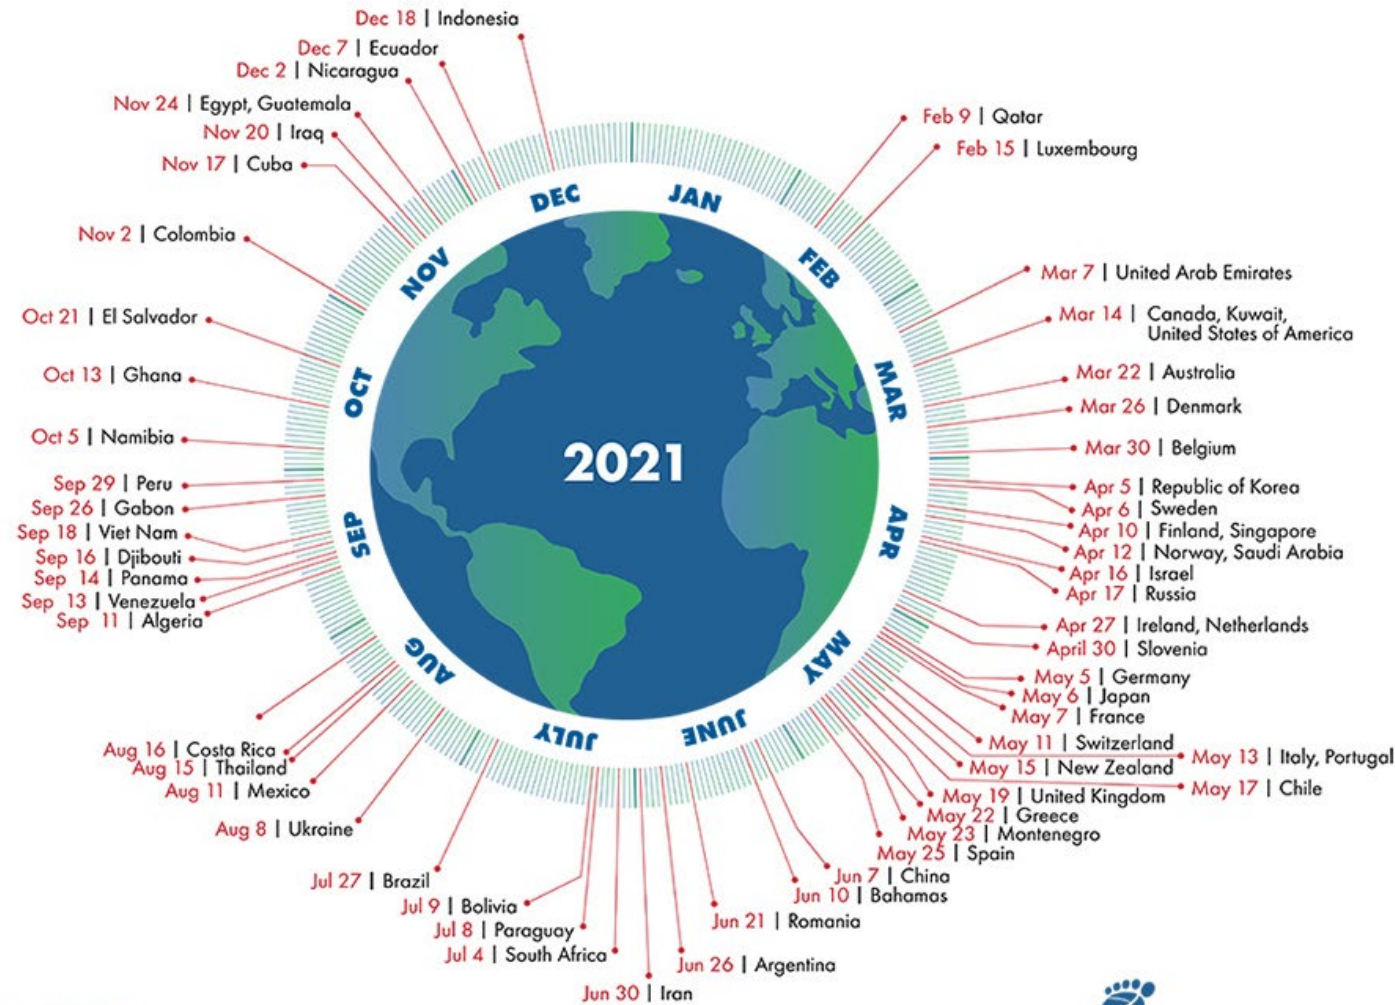 Dec 18 | Indonesia
Dec 7 | Ecuador
Dec 2 | Nicaragua
Nov 24 | Egypt, Guatemala
Nov 20 | Iraq
Nov 17 | Cuba
Nov 2 | Colombia
Oct 21 | El Salvador
Oct 13 | Ghana
Oct 5 | Namibia
Sep 29 | Peru
Sep 26 | Gabon
Sep 18 | Viet Nam
Sep 16 | Djibouti
Sep 14 | Panama
Sep 13 | Venezuela
Sep 11 | Algeria
Aug 16 | Costa Rica
Aug 15 | Thailand
Aug 11 | Mexico
Aug 8 | Ukraine
Jul 27 | Brazil
Jul 9 | Bolivia
Jul 8 | Paraguay
Jul 4 | South Africa
Jun 30 | Iran
Feb 9 | Qatar
Feb 15 | Luxembourg
Mar 7 | United Arab Emirates
Mar 14 | Canada, Kuwait,
United States of America
Mar 22 | Australia
Mar 26 | Denmark
Mar 30 | Belgium
Apr 5 | Republic of Korea
Apr 6 | Sweden
Apr 10 | Finland, Singapore
Apr 12 | Norway, Saudi Arabia
Apr 16 | Israel
Apr 17 | Russia
Apr 27 | Ireland, Netherlands
April 30 | Slovenia
May 5 | Germany
May 6 | Japan
May 7 | France
May 11 | Switzerland
May 13 | Italy, Portugal
May 15 | New Zealand
May 17 | Chile
May 19 | United Kingdom
May 22 | Greece
May 23 | Montenegro
May 25 | Spain
Jun 7 | China
Jun 10 | Bahamas
Jun 21 | Romania
Jun 26 | Argentina
JAN
FEB
MAR
APR
MAY
JUNE
JULY
AUG
SEP
OCT
NOV
DEC
2021